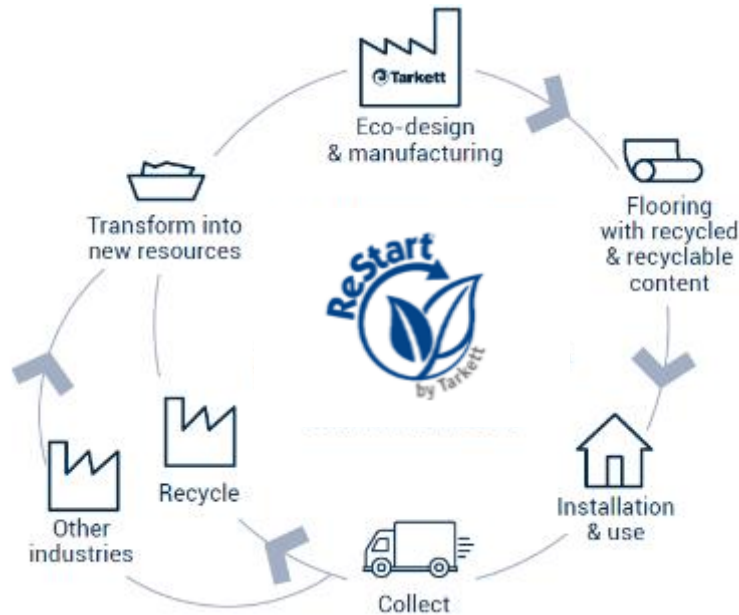 Tarkett
Eco-design
& manufacturing
Flooring
with recycled
& recyclable
content
Transform into
new resources
ReStart
by Tarkett
Recycle
Other
industries
Installation
& use
Collect